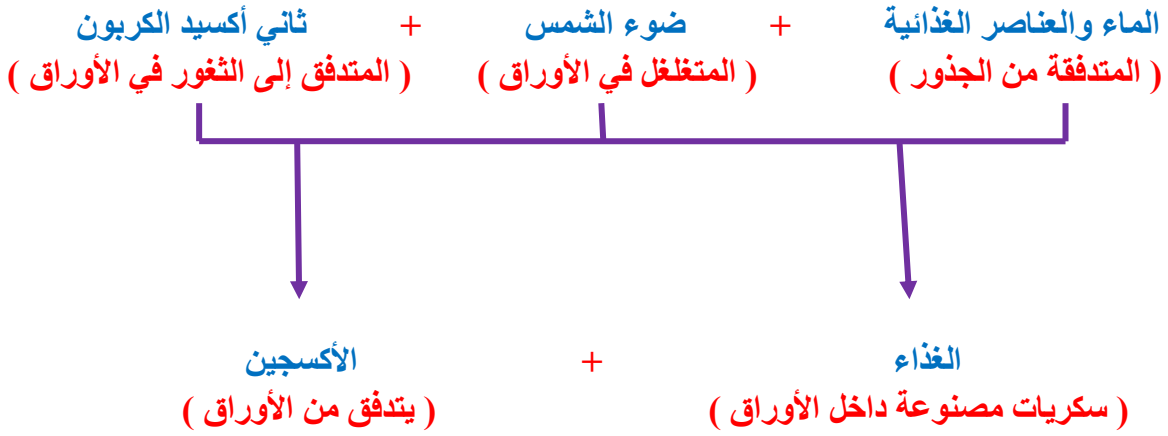 الماء والعناصر الغذائية + ضوء الشمس + ثاني أكسيد الكربون
( المتدفقة من الجذور ) ( المتغلغل في الأوراق ) ( المتدفق إلى الثغور في الأوراق )
الغذاء + الأكسجين
( سكريات مصنوعة داخل الأوراق ) ( يتدفق من الأوراق )